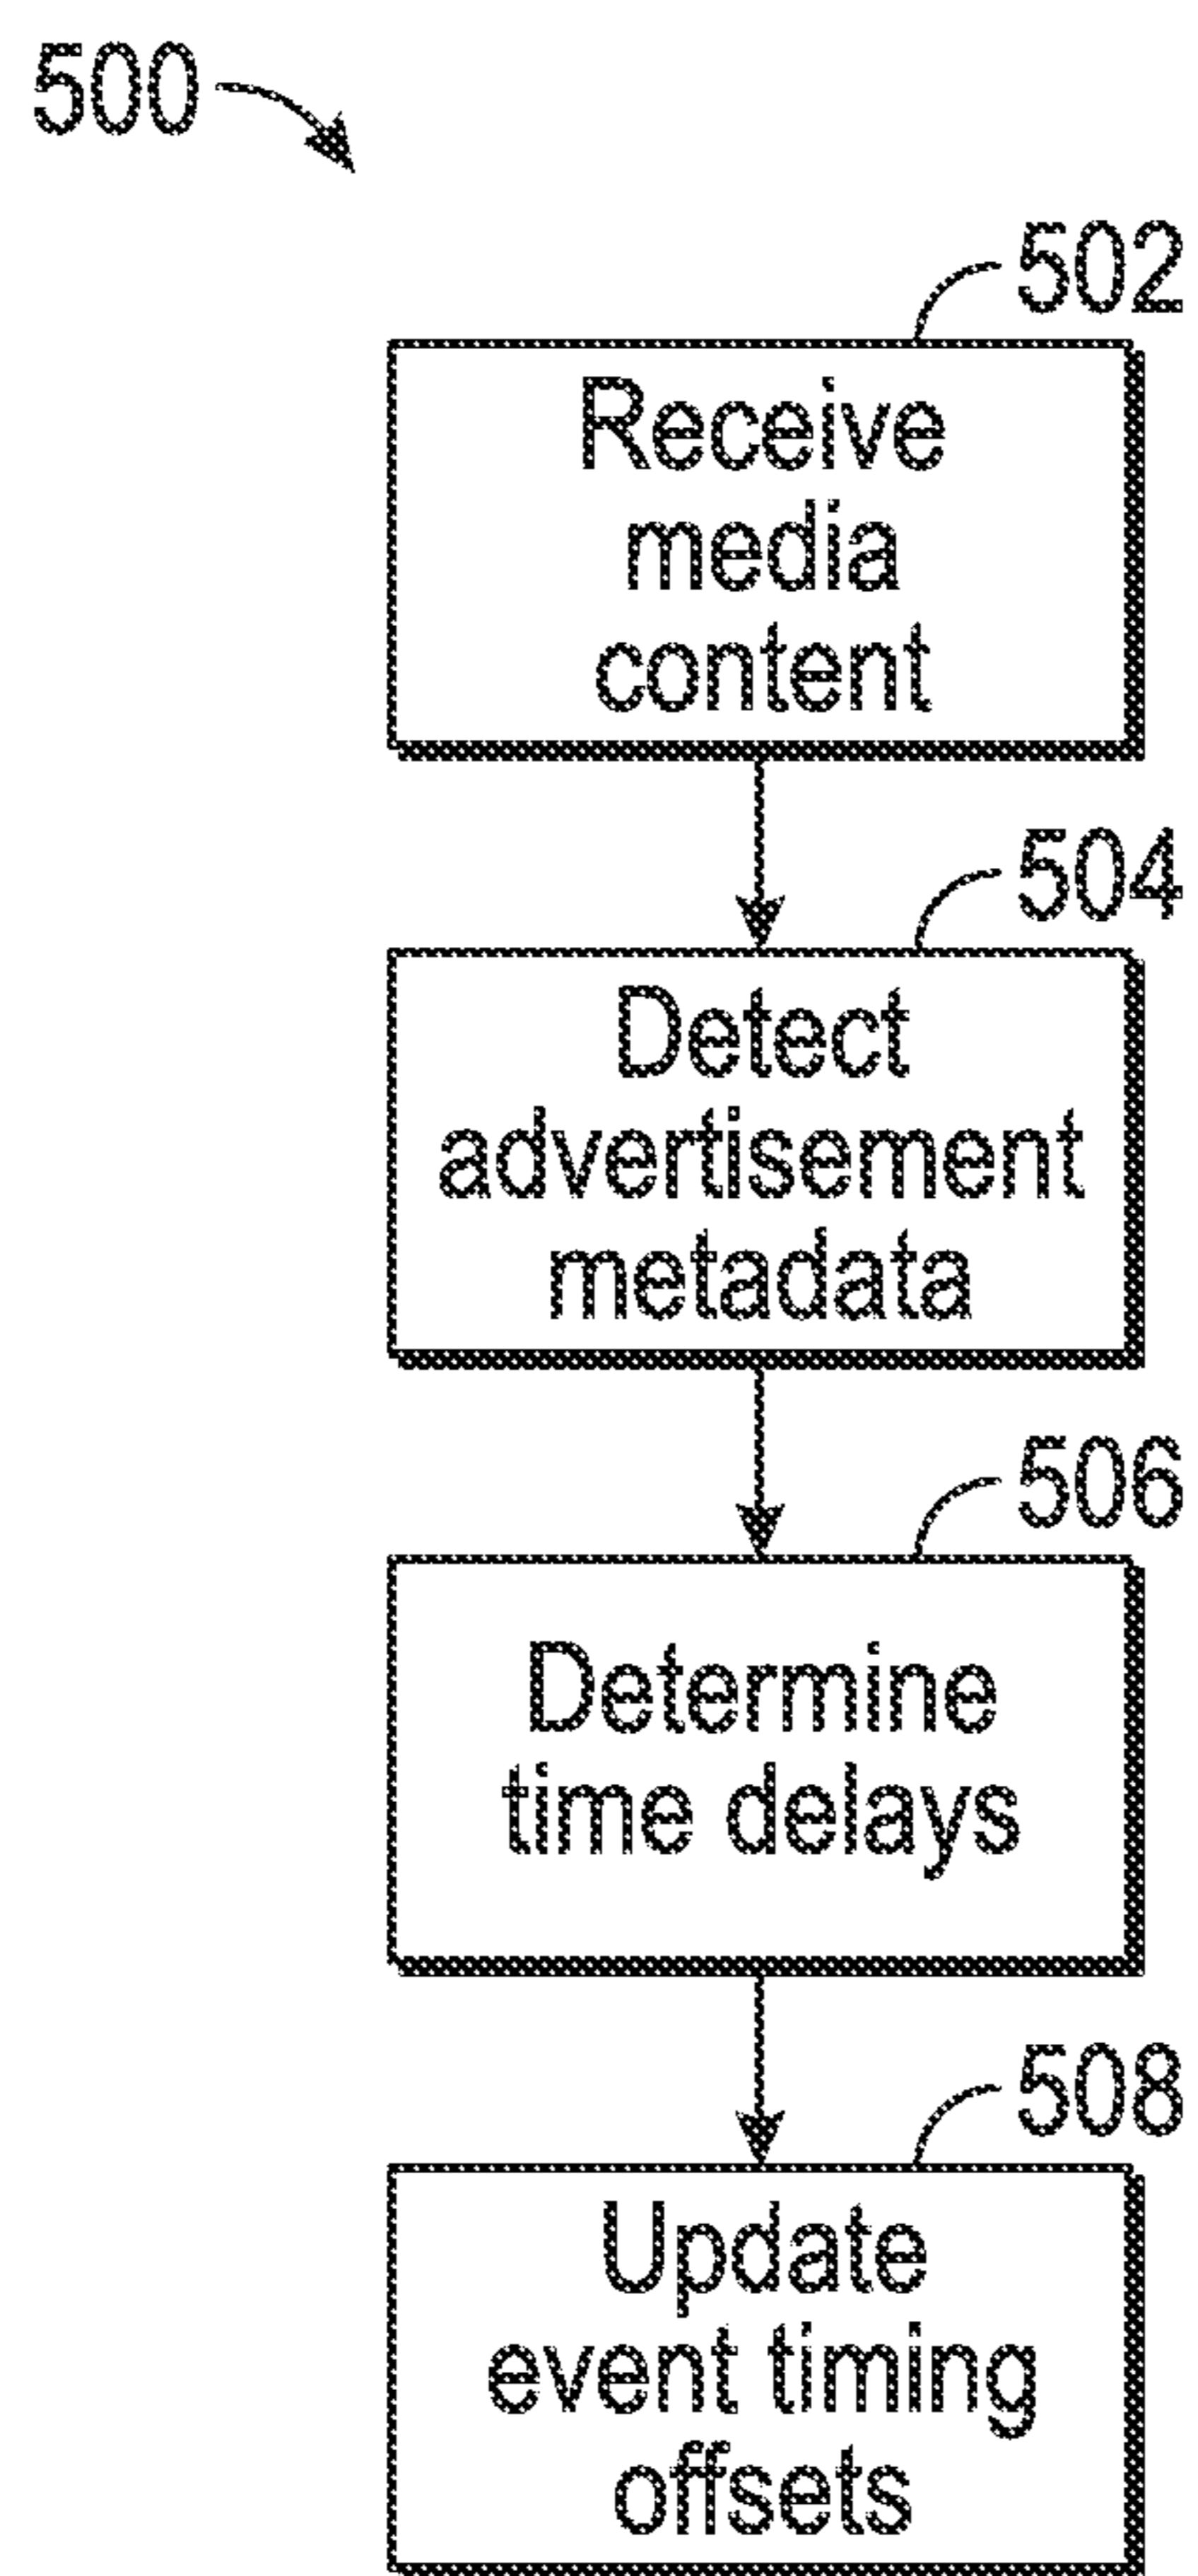 500
502
Receive
media
content
504
Detect
advertisement
metadata
506
Determine
time delays
508
Update
event timing
offsets